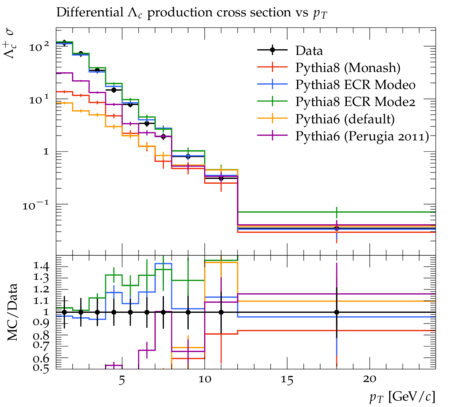 Differential Λc production cross section vs pT
Λc+ σ
10²
10¹
1
10⁻¹
Data
Pythia8 (Monash)
Pythia8 ECR Mode0
Pythia8 ECR Mode2
Pythia6 (default)
Pythia6 (Perugia 2011)
MC/Data
1.4
1.3
1.2
1.1
1
0.9
0.8
0.7
0.6
0.5
5 10 15 20
pT [GeV/c]